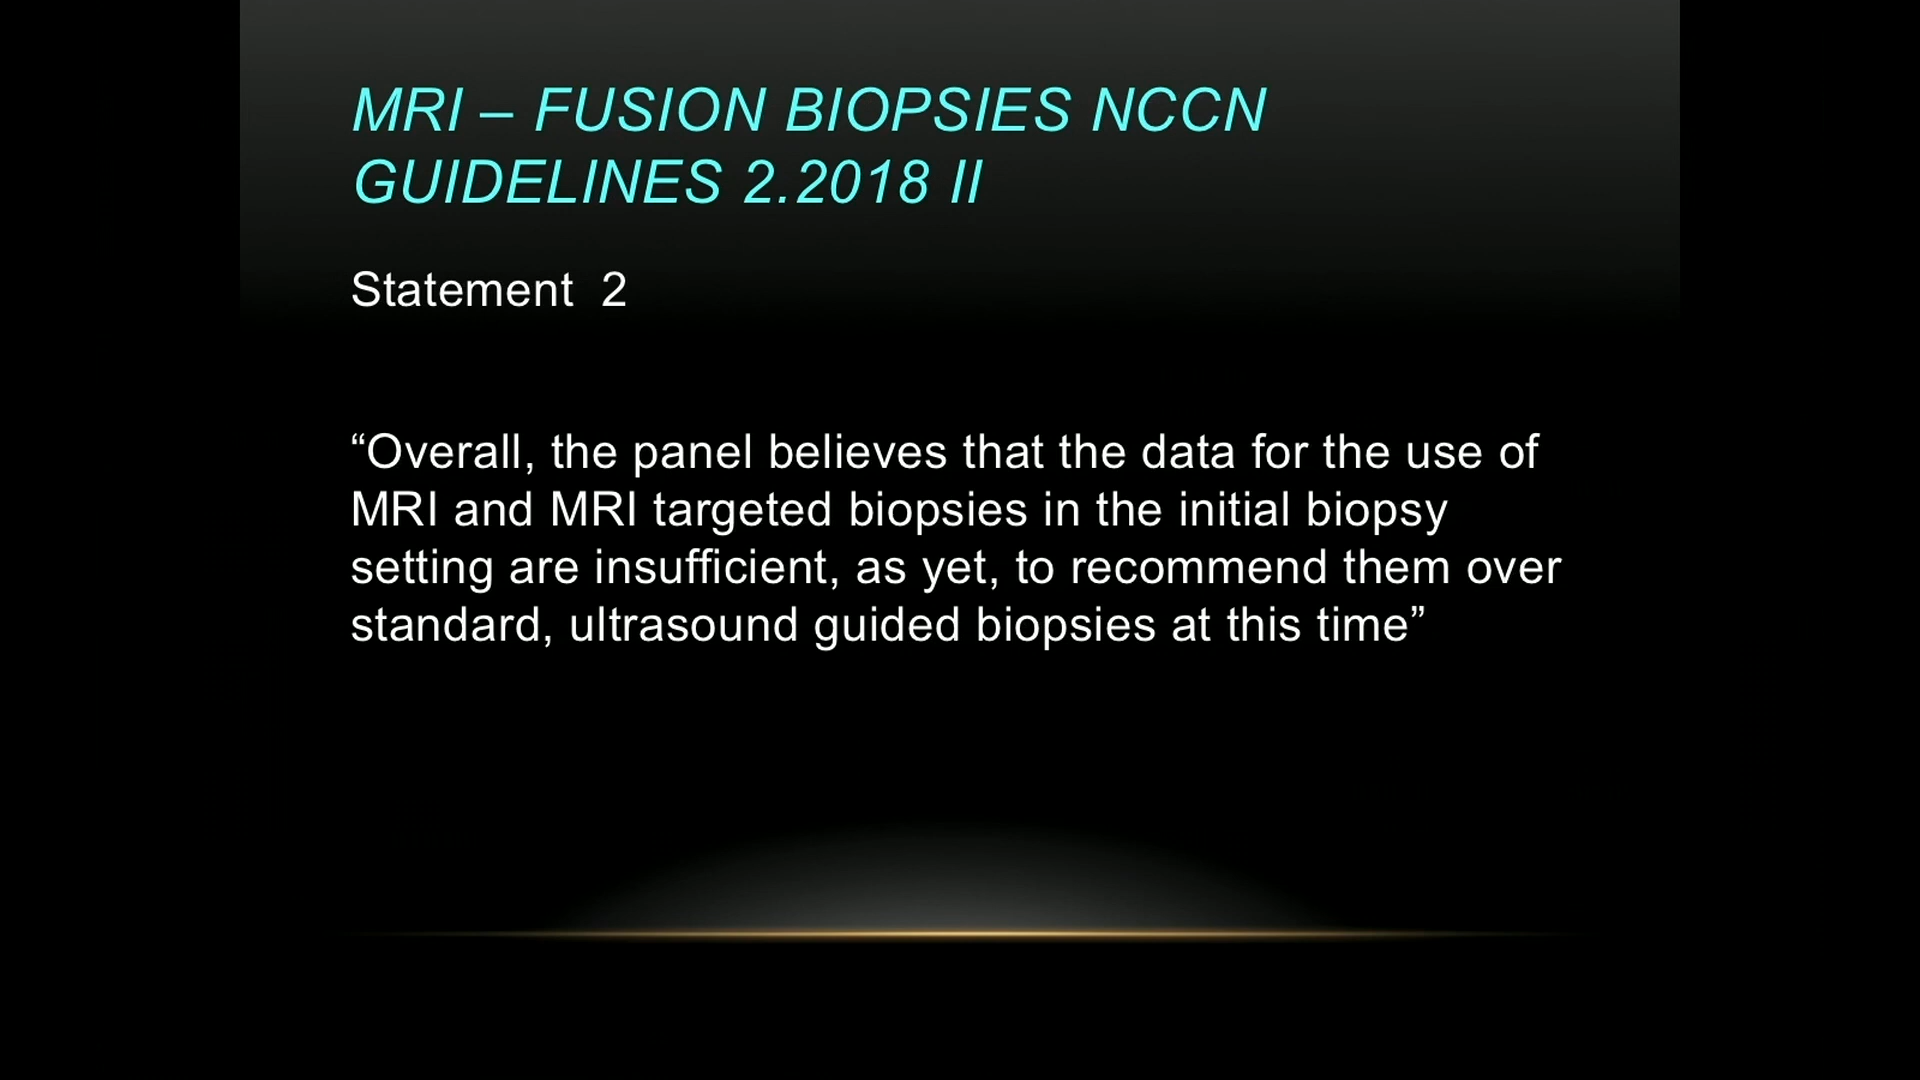 MRI – FUSION BIOPSIES NCCN
GUIDELINES 2.2018 II
Statement 2
“Overall, the panel believes that the data for the use of
MRI and MRI targeted biopsies in the initial biopsy
setting are insufficient, as yet, to recommend them over
standard, ultrasound guided biopsies at this time”